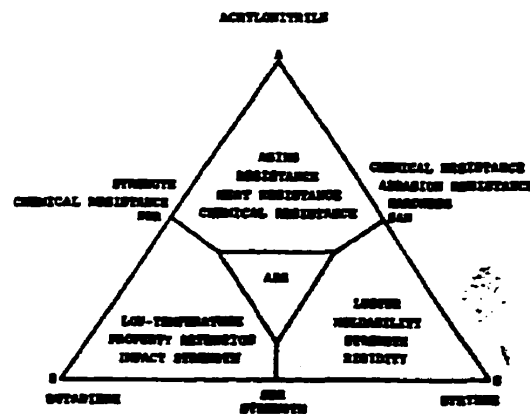 ACRYLONITRILE
A
AGING
RESISTANCE
HEAT RESISTANCE
CHEMICAL RESISTANCE
STRENGTH
CHEMICAL RESISTANCE
NBR
CHEMICAL RESISTANCE
ABRASION RESISTANCE
HARDNESS
SAN
ABS
LOW-TEMPERATURE
PROPERTY RETENTION
IMPACT STRENGTH
LUSTER
MOLDABILITY
STRENGTH
RIGIDITY
B
S
BUTADIENE
SBR
STRENGTH
STYRENE